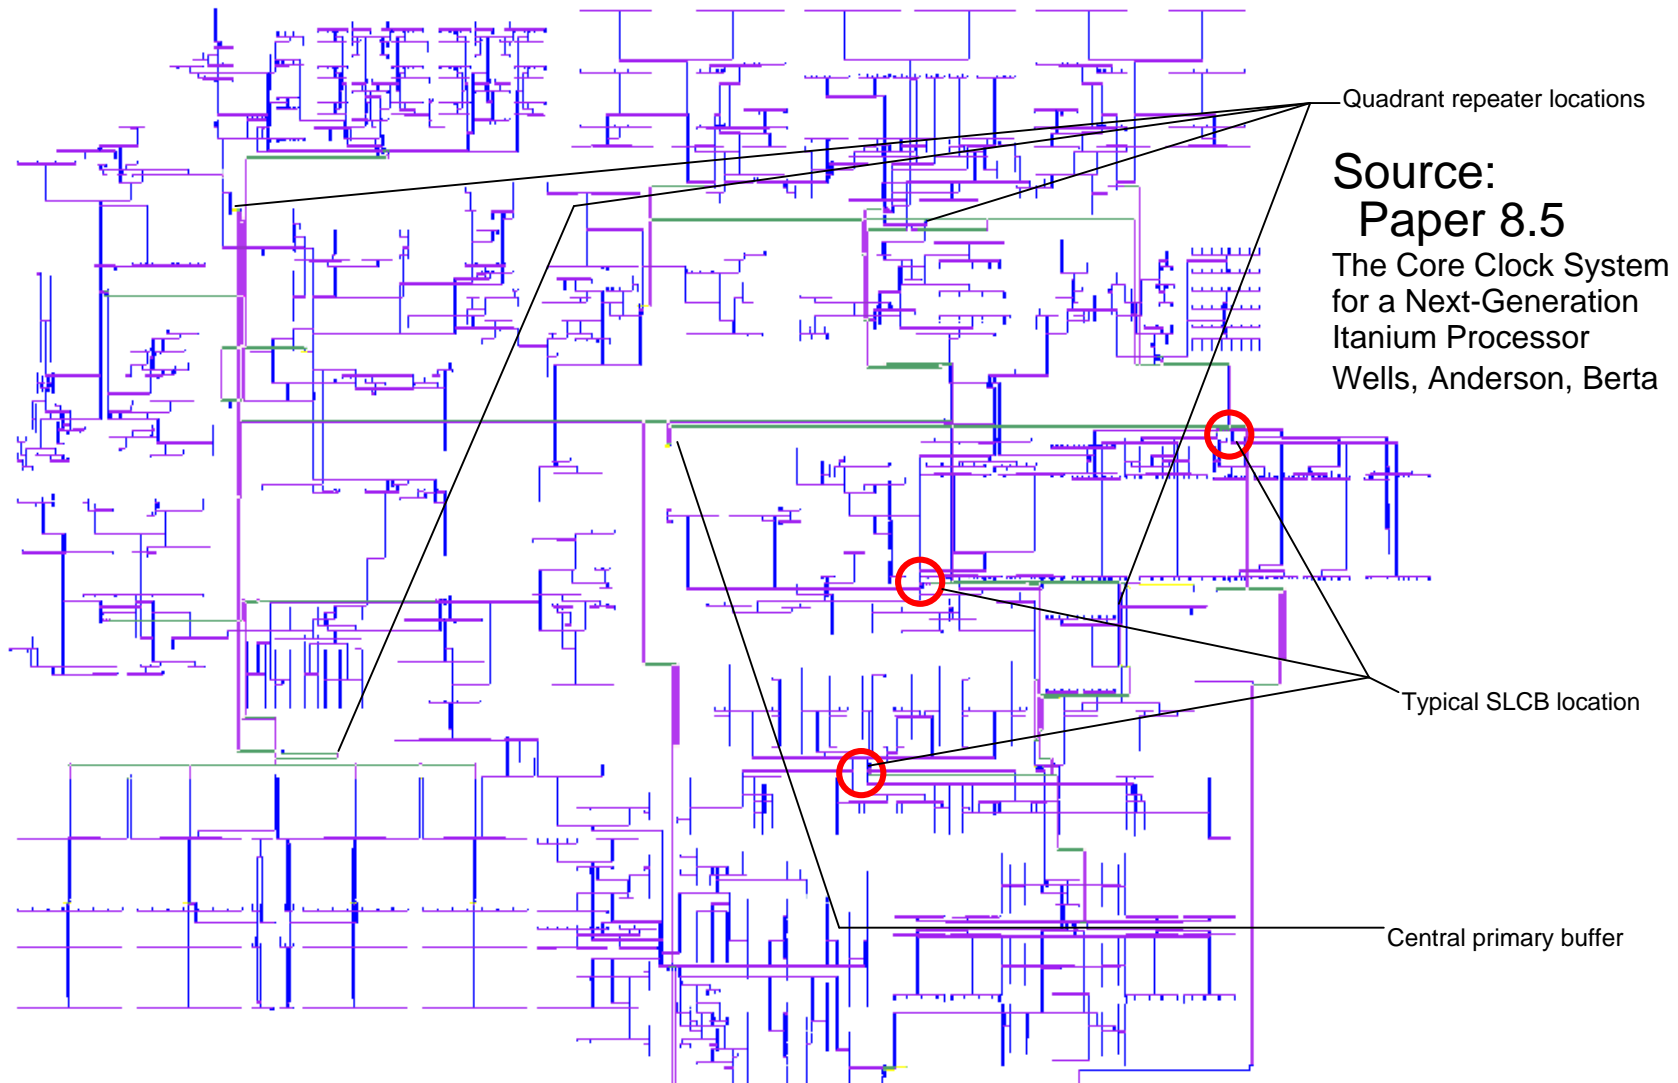 Quadrant repeater locations
Source:
Paper 8.5
The Core Clock System
for a Next-Generation
Itanium Processor
Wells, Anderson, Berta
Typical SLCB location
Central primary buffer